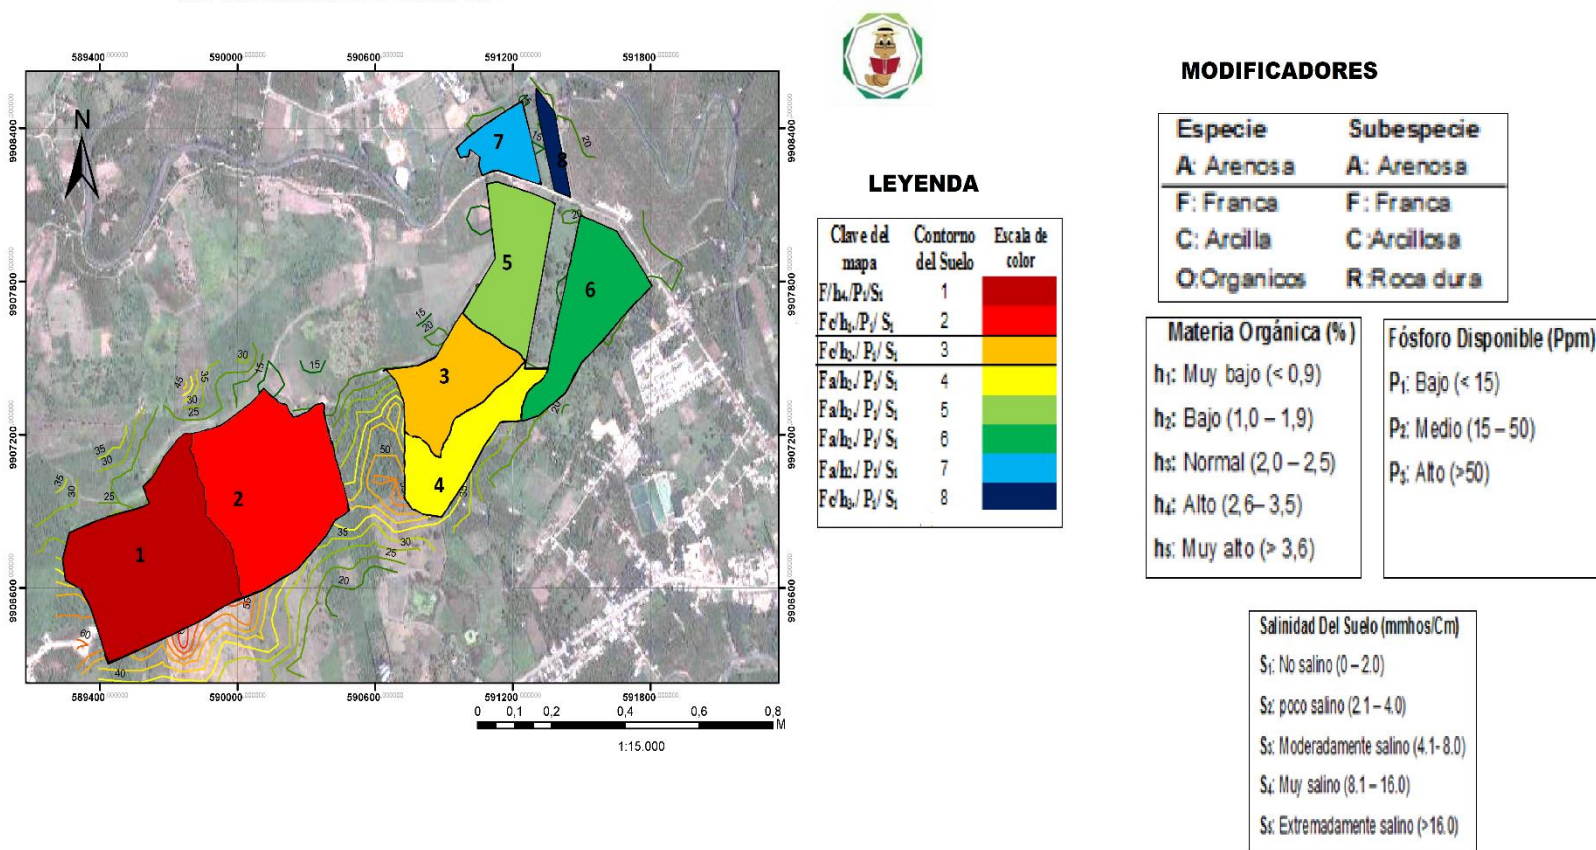 589400 590000 590600 591200 591800
9908400
9907800
9907200
9906600
N
1
2
3
4
5
6
7
8
589400 590000 590600 591200 591800
0 0,1 0,2 0,4 0,6 0,8
M
1:15.000
LEYENDA
Clave del mapa Contorno del Suelo Escala de color
F/h₄./P₁/S₁ 1
Fc/h₃./P₁/ S₁ 2
Fc/h₃./ P₁/ S₁ 3
Fa/h₂./ P₁/ S₁ 4
Fa/h₂./ P₁/ S₁ 5
Fa/h₂./ P₁/ S₁ 6
Fa/h₂./ P₁/ S₁ 7
Fc/h₃./ P₁/ S₁ 8
MODIFICADORES
Especie Subespecie
A: Arenosa A: Arenosa
F: Franca F: Franca
C: Arcilla C:Arcillosa
O:Organicos R:Roca dura
Materia Orgánica (%)
h₁: Muy bajo (< 0,9)
h₂: Bajo (1,0 – 1,9)
h₃: Normal (2,0 – 2,5)
h₄: Alto (2,6– 3,5)
h₅: Muy alto (> 3,6)
Fósforo Disponible (Ppm)
P₁: Bajo (< 15)
P₂: Medio (15 – 50)
P₃: Alto (>50)
Salinidad Del Suelo (mmhos/Cm)
S₁: No salino (0 – 2.0)
S₂: poco salino (2.1 – 4.0)
S₃: Moderadamente salino (4.1- 8.0)
S₄: Muy salino (8.1 – 16.0)
S₅: Extremadamente salino (>16.0)